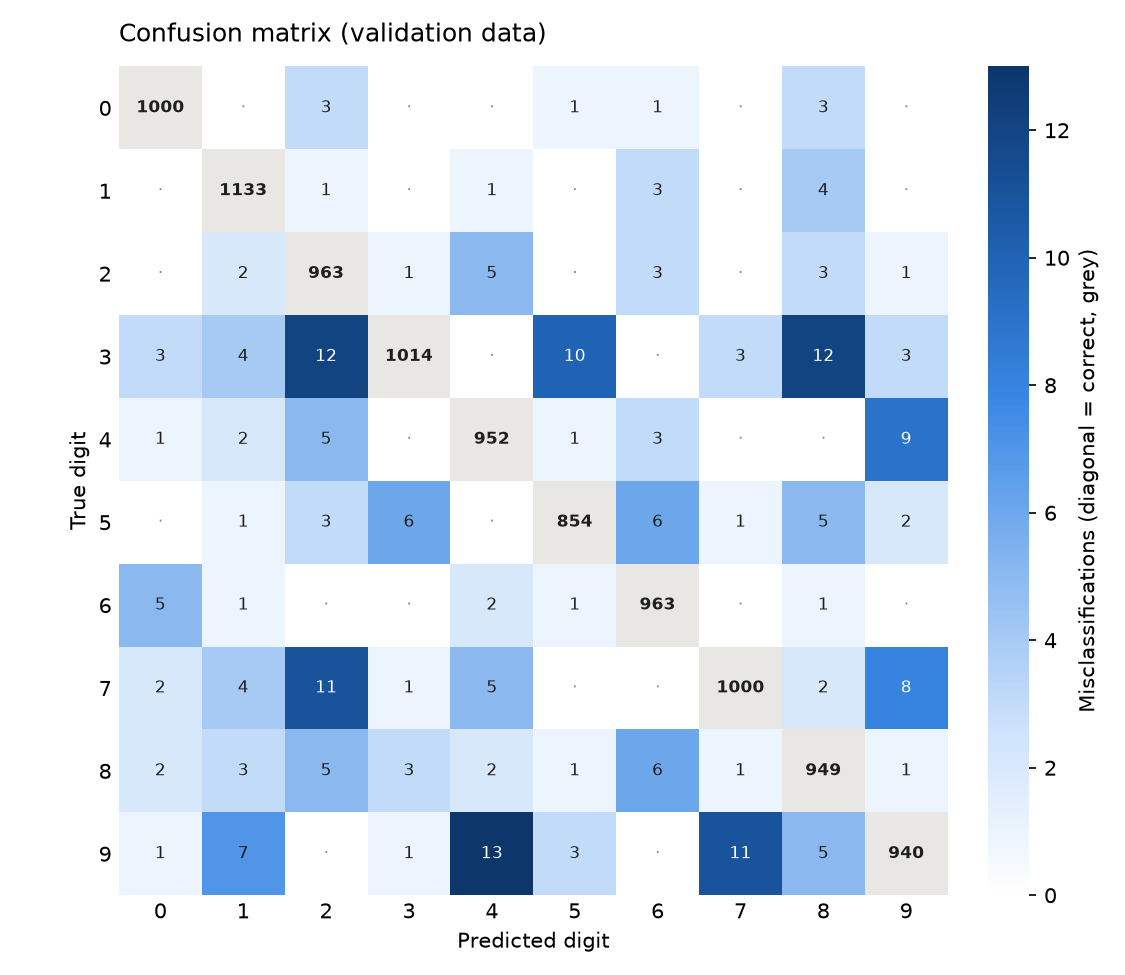 Confusion matrix (validation data)
0 1000 · 3 · · 1 1 · 3 ·
1 · 1133 1 · 1 · 3 · 4 ·
2 · 2 963 1 5 · 3 · 3 1
3 3 4 12 1014 · 10 · 3 12 3
4 1 2 5 · 952 1 3 · · 9
5 · 1 3 6 · 854 6 1 5 2
6 5 1 · · 2 1 963 · 1 ·
7 2 4 11 1 5 · · 1000 2 8
8 2 3 5 3 2 1 6 1 949 1
9 1 7 · 1 13 3 · 11 5 940
0 1 2 3 4 5 6 7 8 9
Predicted digit
True digit
12
10
8
6
4
2
0
Misclassifications (diagonal = correct, grey)